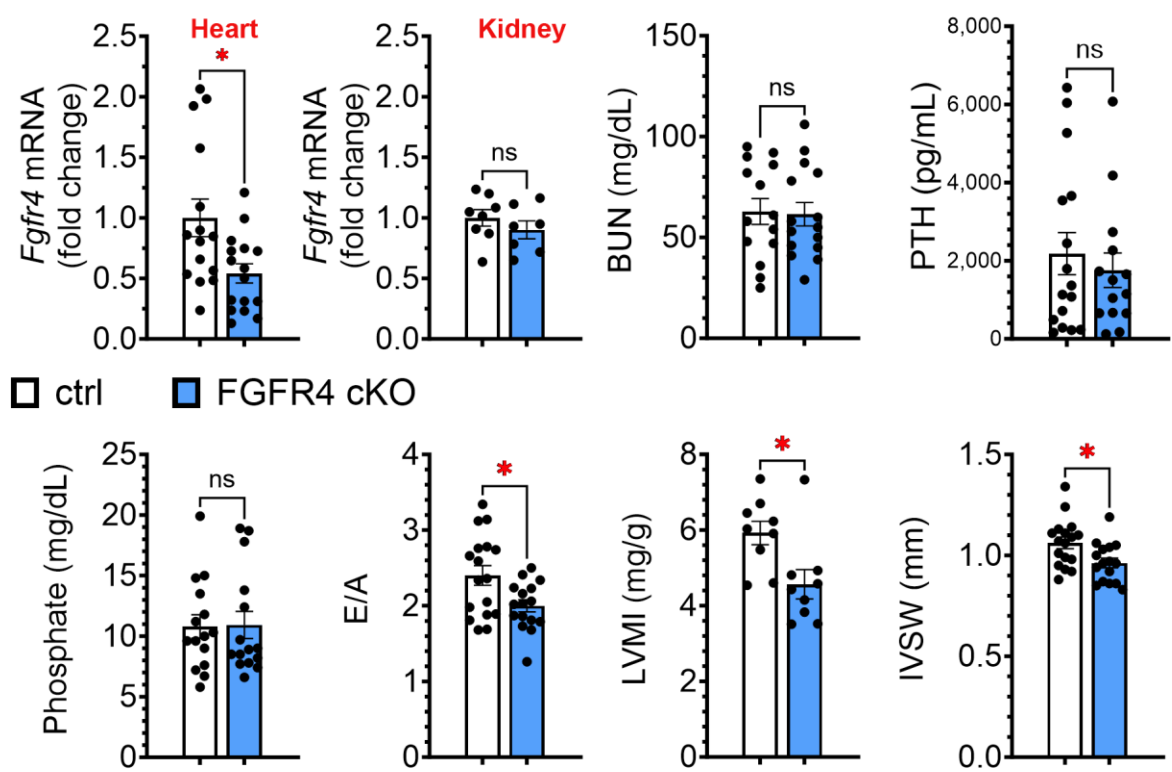 Heart
Fgfr4 mRNA
(fold change)
2.5
2.0
1.5
1.0
0.5
0.0
*
Kidney
Fgfr4 mRNA
(fold change)
2.5
2.0
1.5
1.0
0.5
0.0
ns
BUN (mg/dL)
150
100
50
0
ns
PTH (pg/mL)
8,000
6,000
4,000
2,000
0
ns
ctrl
FGFR4 cKO
Phosphate (mg/dL)
25
20
15
10
5
0
ns
E/A
4
3
2
1
0
*
LVMI (mg/g)
8
6
4
2
0
*
IVSW (mm)
1.5
1.0
0.5
0.0
*